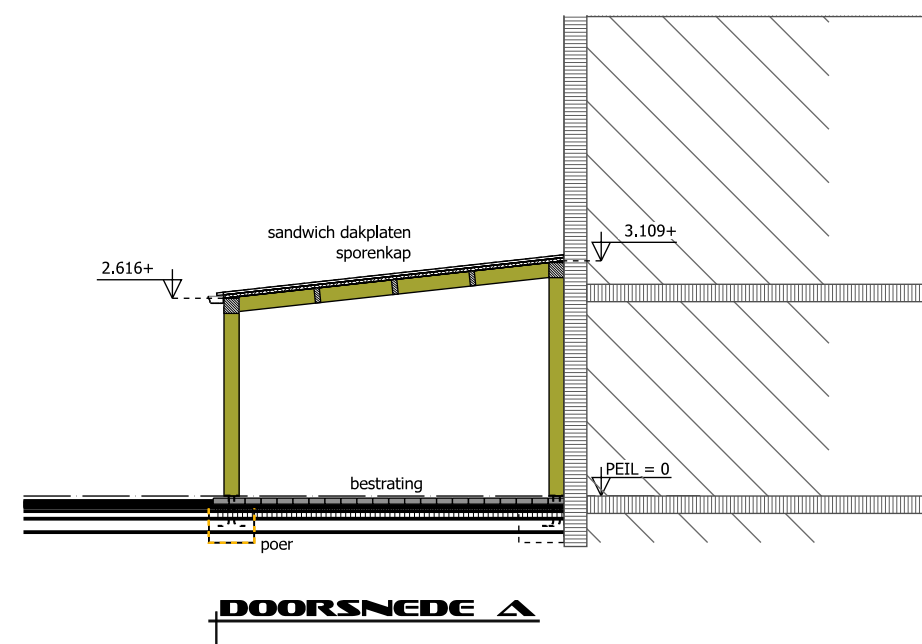 sandwich dakplaten
sporenkap
3.109+
2.616+
PEIL = 0
bestrating
poer
DOORSNEDE A